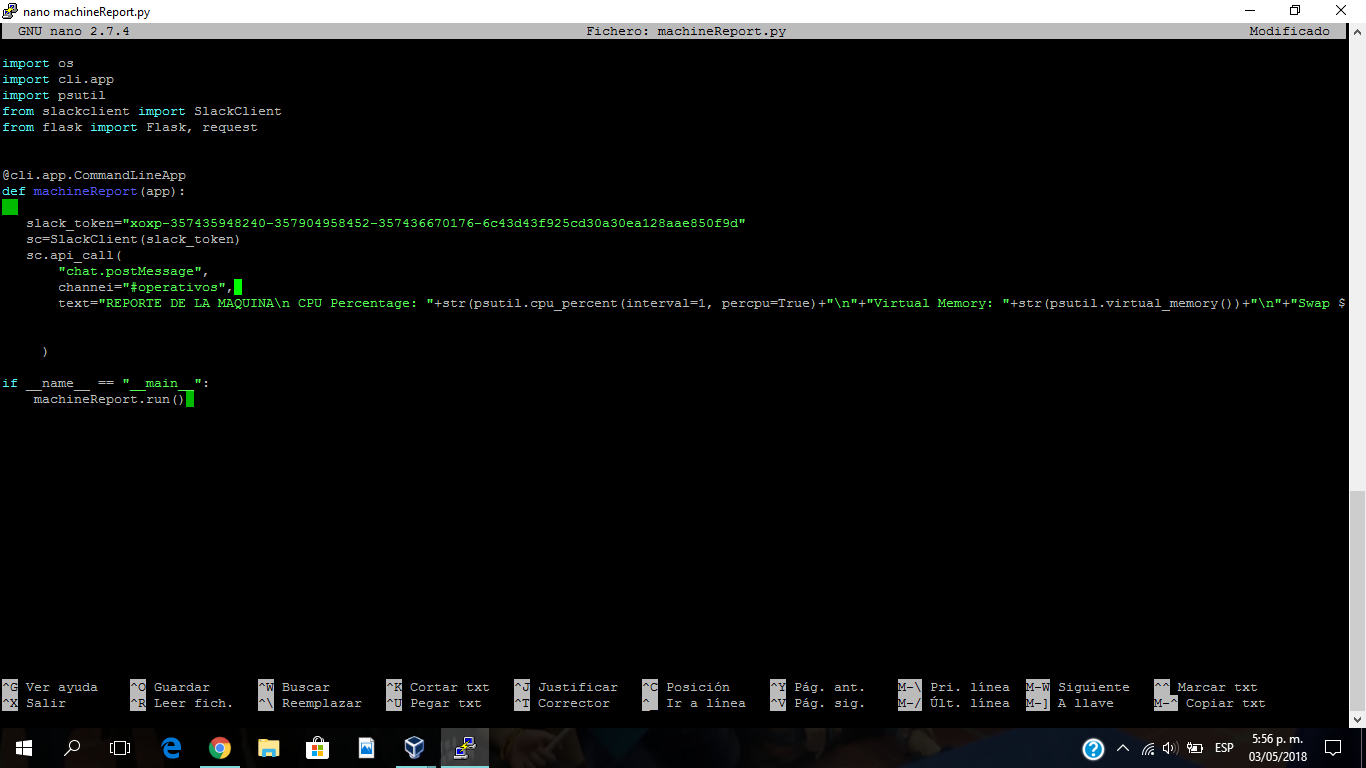 nano machineReport.py
GNU nano 2.7.4 Fichero: machineReport.py Modificado
import os
import cli.app
import psutil
from slackclient import SlackClient
from flask import Flask, request
@cli.app.CommandLineApp
def machineReport(app):
slack_token="xoxp-357435948240-357904958452-357436670176-6c43d43f925cd30a30ea128aae850f9d"
sc=SlackClient(slack_token)
sc.api_call(
"chat.postMessage",
channel="#operativos",
text="REPORTE DE LA MAQUINA\n CPU Percentage: "+str(psutil.cpu_percent(interval=1, percpu=True)+"\n"+"Virtual Memory: "+str(psutil.virtual_memory())+"\n"+"Swap $
)
if __name__ == "__main__":
machineReport.run()
^G Ver ayuda ^O Guardar ^W Buscar ^K Cortar txt ^J Justificar ^C Posición ^Y Pág. ant. M-\ Pri. línea M-W Siguiente ^^ Marcar txt
^X Salir ^R Leer fich. ^\ Reemplazar ^U Pegar txt ^T Corrector ^_ Ir a línea ^V Pág. sig. M-/ Últ. línea M-] A llave M-^ Copiar txt
ESP
5:56 p. m.
03/05/2018